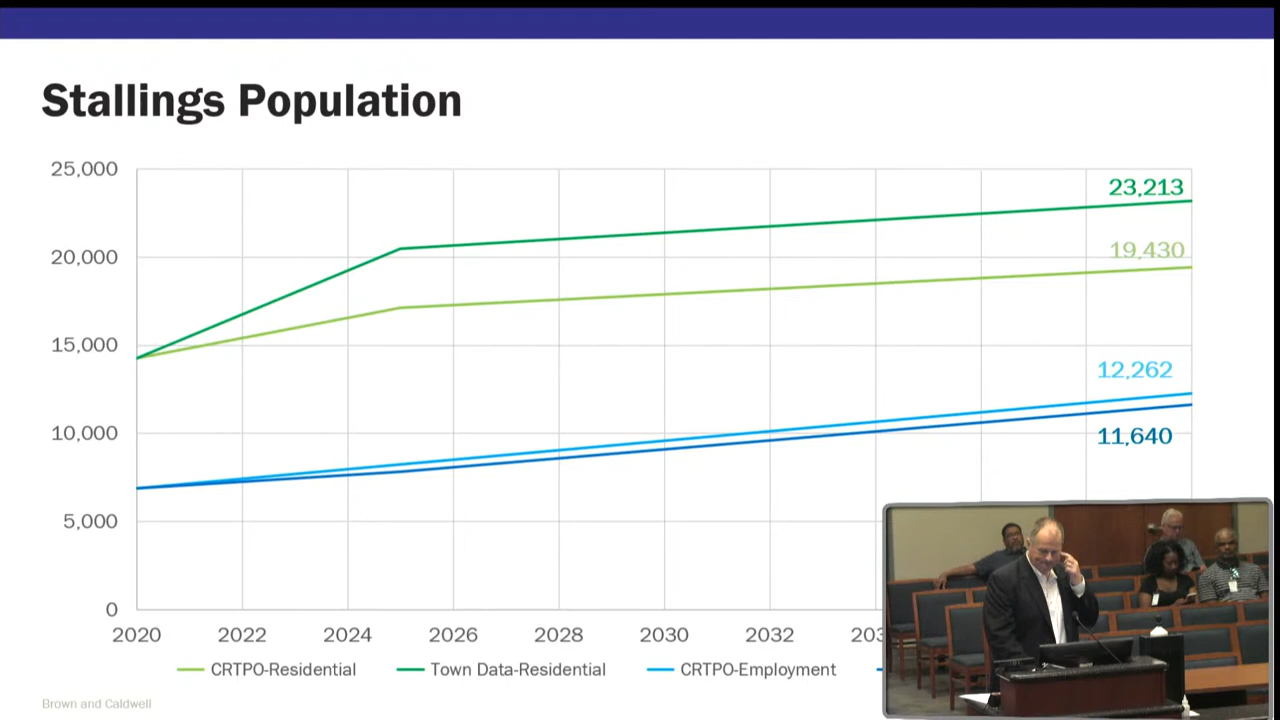 Stallings Population
25,000
23,213
20,000
19,430
15,000
12,262
10,000
11,640
5,000
0
2020 2022 2024 2026 2028 2030 2032
CRTPO-Residential Town Data-Residential CRTPO-Employment
Brown and Caldwell